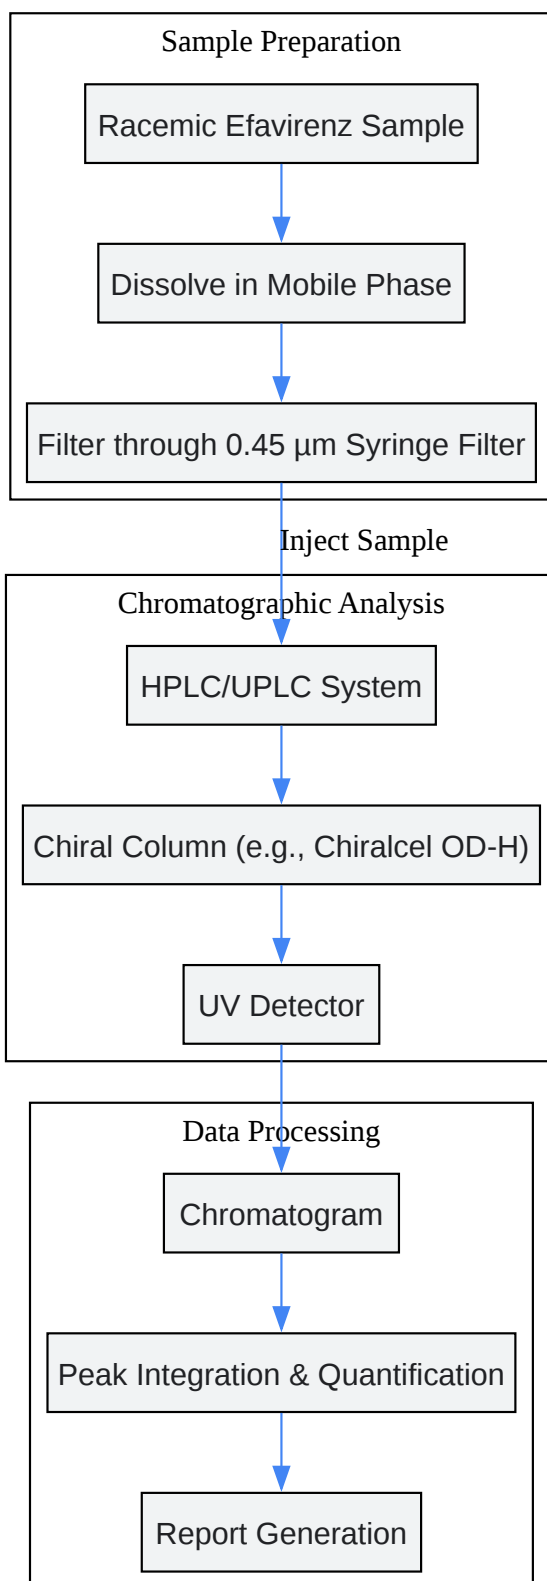 Sample Preparation
Racemic Efavirenz Sample
Dissolve in Mobile Phase
Filter through 0.45 µm Syringe Filter
Inject Sample
Chromatographic Analysis
HPLC/UPLC System
Chiral Column (e.g., Chiralcel OD-H)
UV Detector
Data Processing
Chromatogram
Peak Integration & Quantification
Report Generation